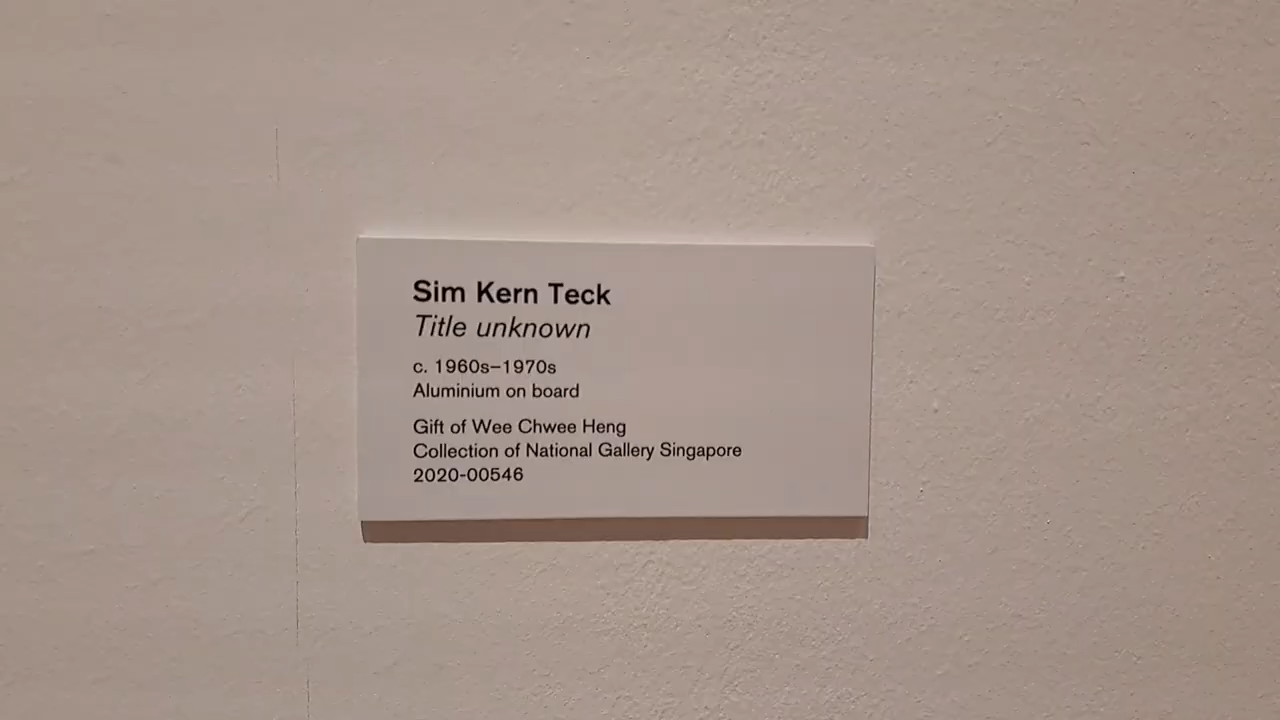 Sim Kern Teck
Title unknown
c. 1960s–1970s
Aluminium on board
Gift of Wee Chwee Heng
Collection of National Gallery Singapore
2020-00546